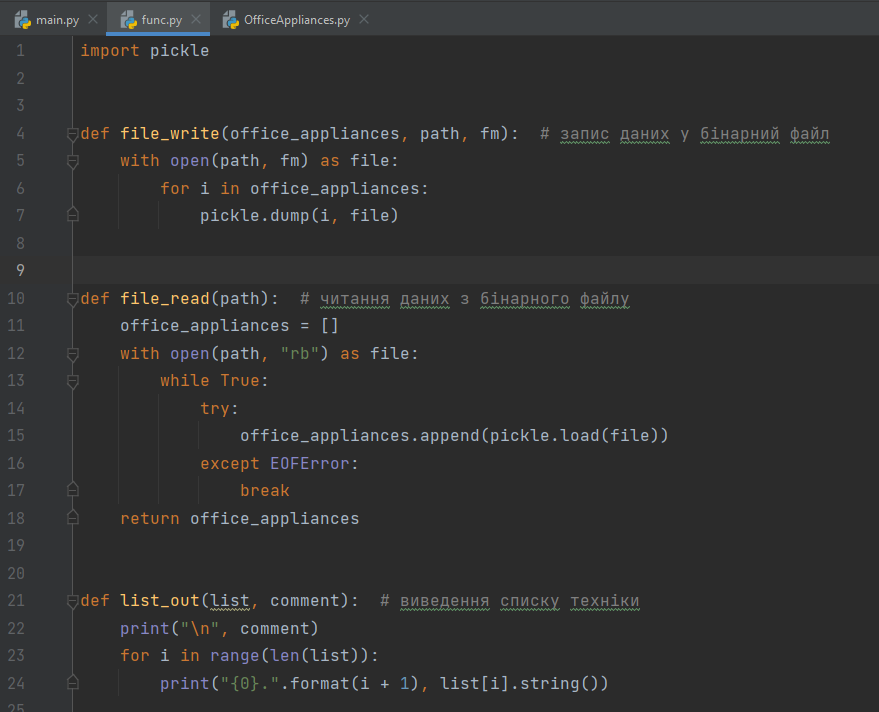 main.py func.py OfficeAppliances.py
1 import pickle
2
3
4 def file_write(office_appliances, path, fm):  # запис даних у бінарний файл
5     with open(path, fm) as file:
6         for i in office_appliances:
7             pickle.dump(i, file)
8
9
10 def file_read(path):  # читання даних з бінарного файлу
11     office_appliances = []
12     with open(path, "rb") as file:
13         while True:
14             try:
15                 office_appliances.append(pickle.load(file))
16             except EOFError:
17                 break
18     return office_appliances
19
20
21 def list_out(list, comment):  # виведення списку техніки
22     print("\n", comment)
23     for i in range(len(list)):
24         print("{0}.".format(i + 1), list[i].string())
25